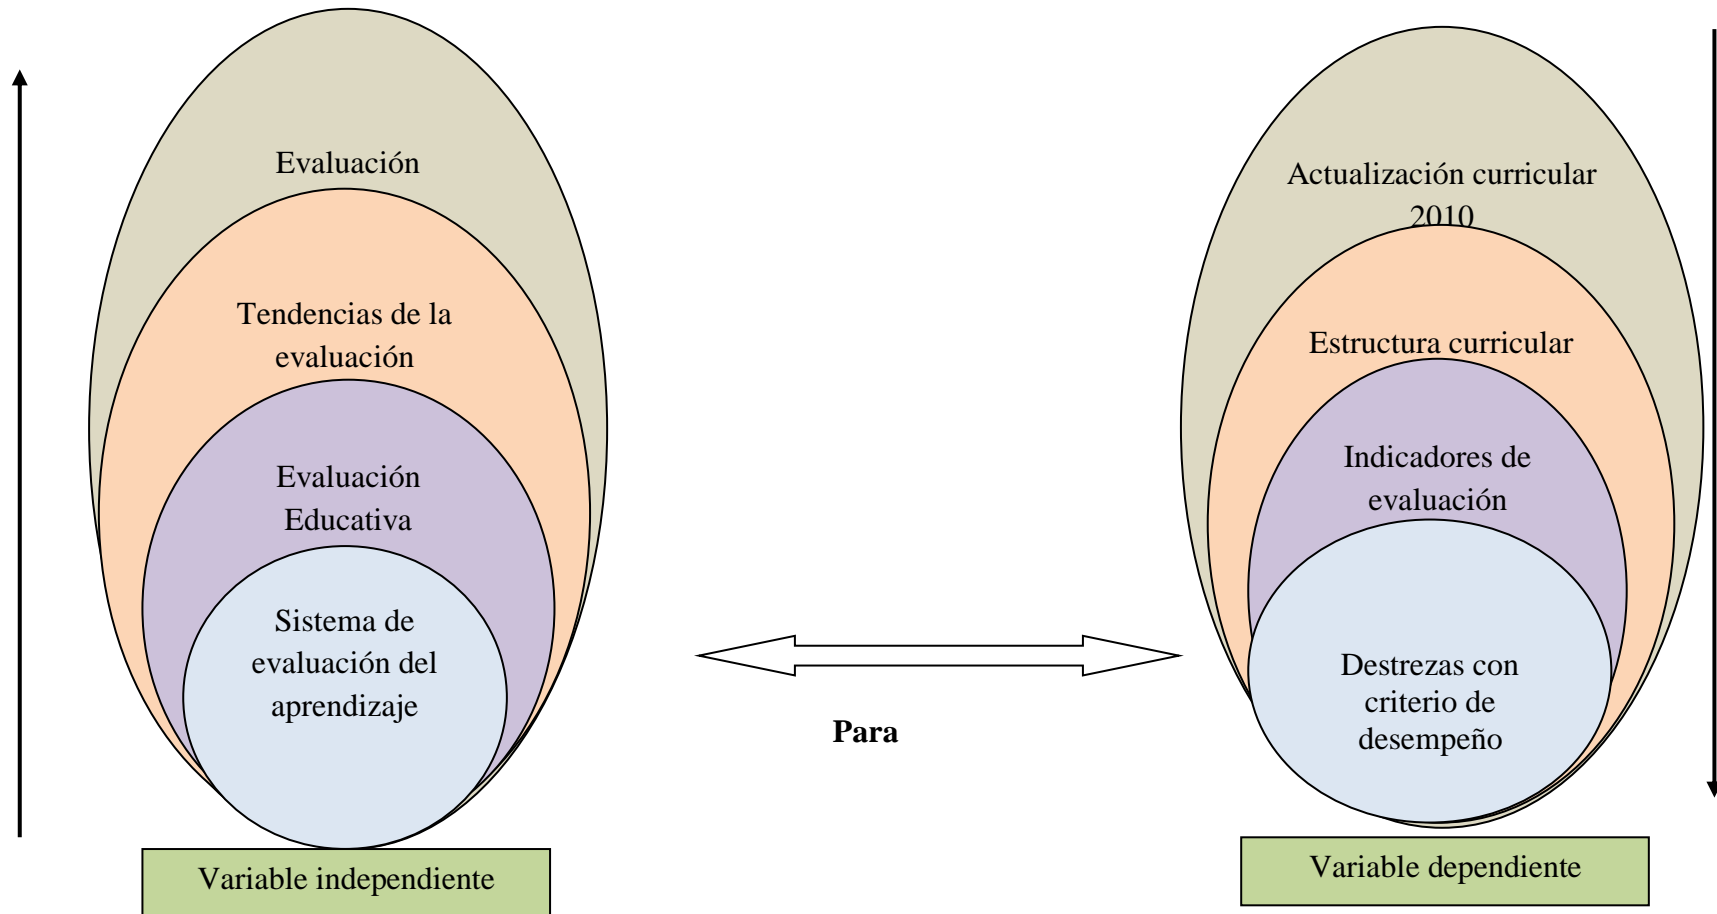 Evaluación
Tendencias de la
evaluación
Evaluación
Educativa
Sistema de
evaluación del
aprendizaje
Variable independiente
Para
Actualización curricular
2010
Estructura curricular
Indicadores de
evaluación
Destrezas con
criterio de
desempeño
Variable dependiente